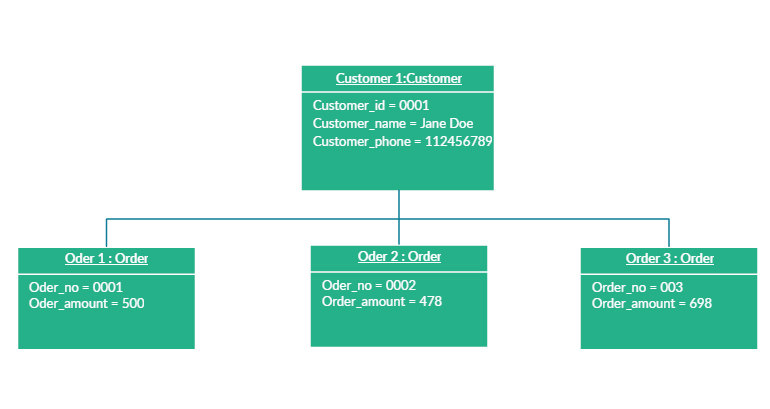 Customer 1:Customer
Customer_id = 0001
Customer_name = Jane Doe
Customer_phone = 112456789
Oder 1 : Order
Oder_no = 0001
Oder_amount = 500
Oder 2 : Order
Oder_no = 0002
Order_amount = 478
Order 3 : Order
Order_no = 003
Order_amount = 698